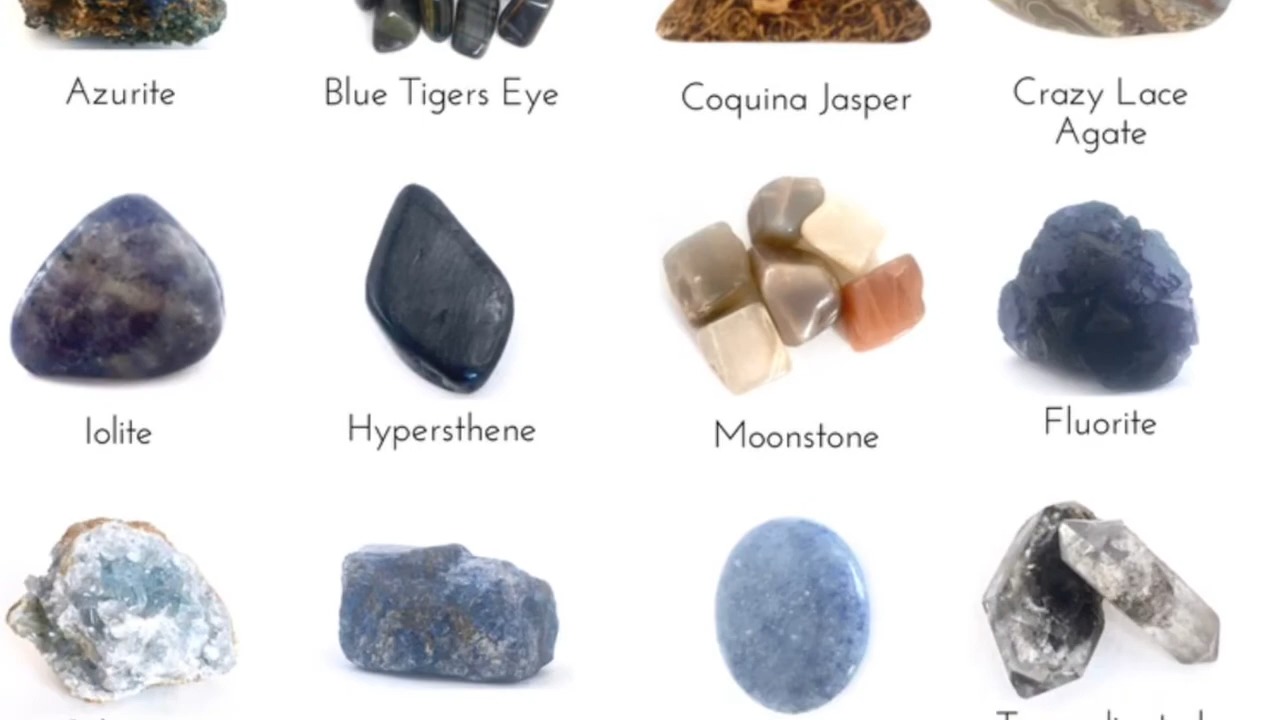 Azurite
Blue Tigers Eye
Coquina Jasper
Crazy Lace
Agate
Iolite
Hypersthene
Moonstone
Fluorite